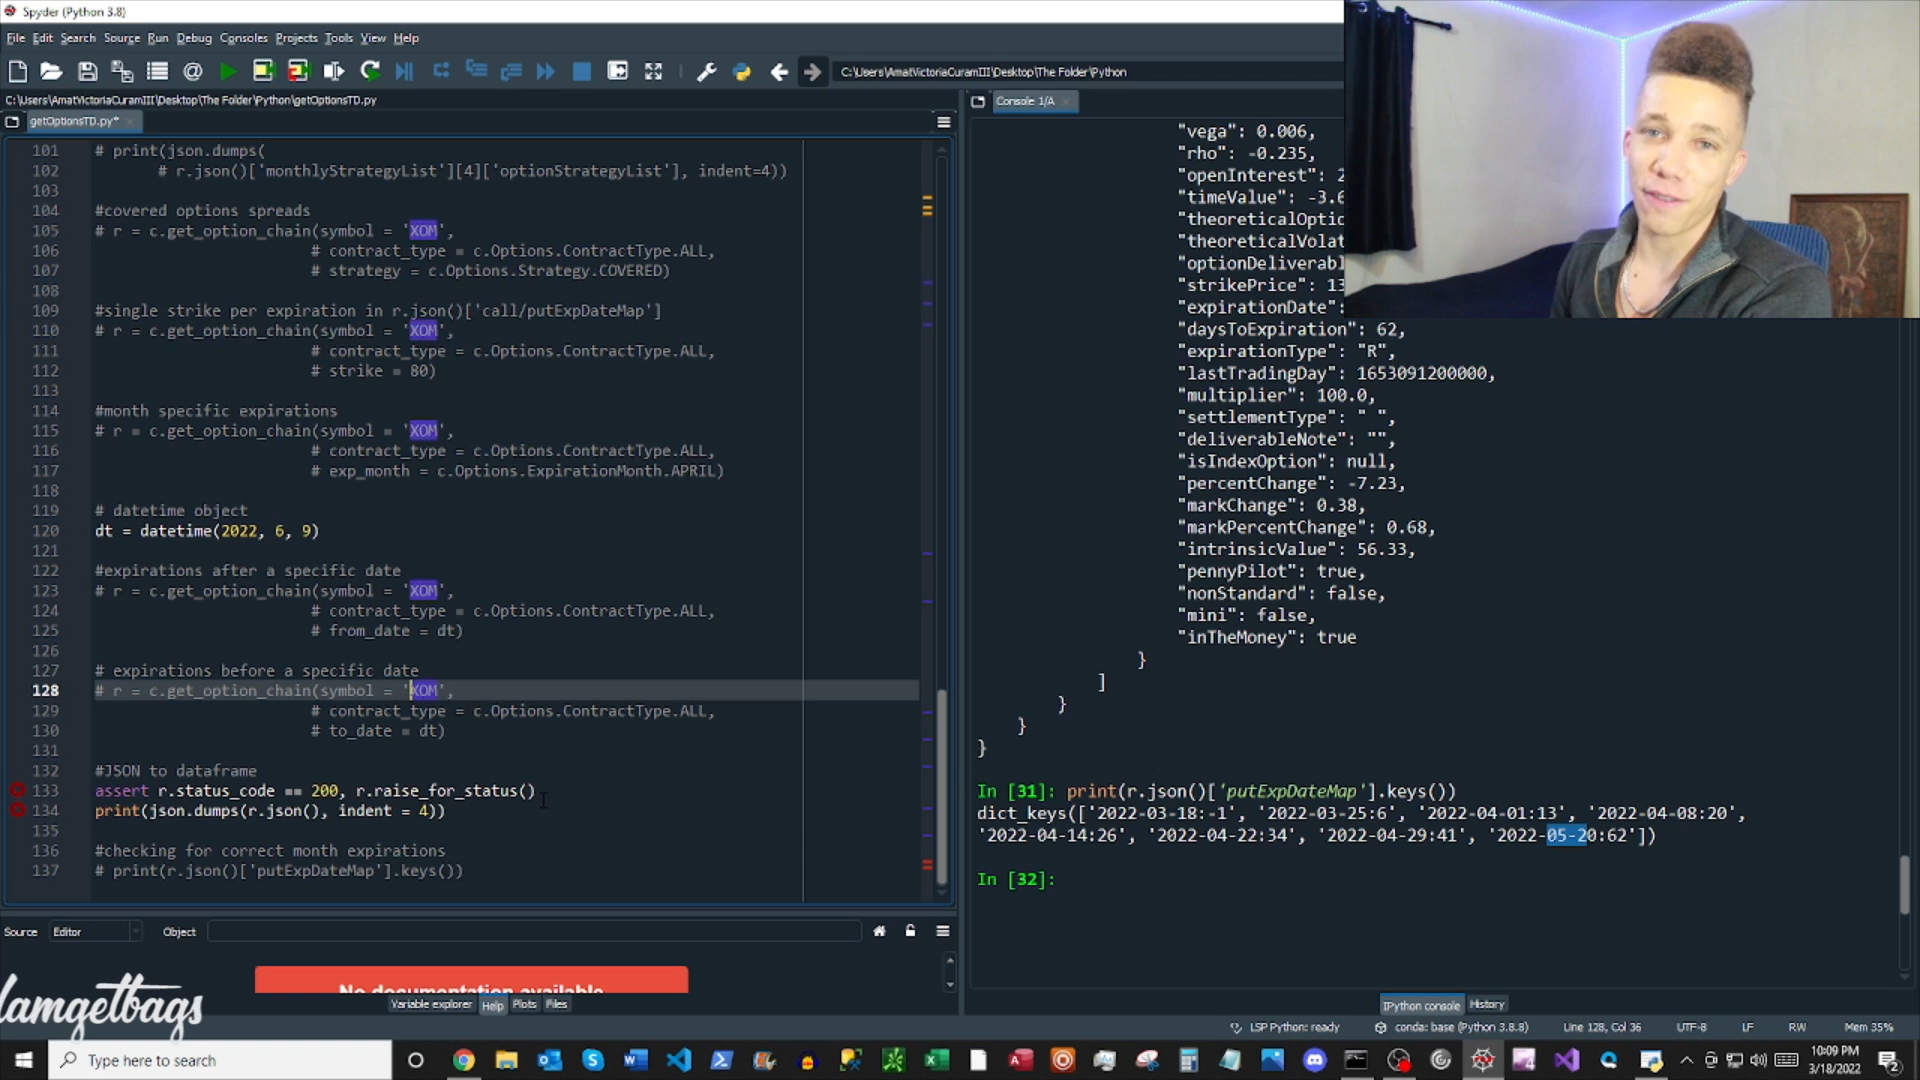 Spyder (Python 3.8)
File Edit Search Source Run Debug Consoles Projects Tools View Help
C:\Users\AmatVictoriaCuramIII\Desktop\The Folder\Python
C:\Users\AmatVictoriaCuramIII\Desktop\The Folder\Python\getOptionsTD.py
getOptionsTD.py*
101 # print(json.dumps(
102 # r.json()['monthlyStrategyList'][4]['optionStrategyList'], indent=4))
103
104 #covered options spreads
105 # r = c.get_option_chain(symbol = 'XOM',
106 # contract_type = c.Options.ContractType.ALL,
107 # strategy = c.Options.Strategy.COVERED)
108
109 #single strike per expiration in r.json()['call/putExpDateMap']
110 # r = c.get_option_chain(symbol = 'XOM',
111 # contract_type = c.Options.ContractType.ALL,
112 # strike = 80)
113
114 #month specific expirations
115 # r = c.get_option_chain(symbol = 'XOM',
116 # contract_type = c.Options.ContractType.ALL,
117 # exp_month = c.Options.ExpirationMonth.APRIL)
118
119 # datetime object
120 dt = datetime(2022, 6, 9)
121
122 #expirations after a specific date
123 # r = c.get_option_chain(symbol = 'XOM',
124 # contract_type = c.Options.ContractType.ALL,
125 # from_date = dt)
126
127 # expirations before a specific date
128 # r = c.get_option_chain(symbol = 'XOM',
129 # contract_type = c.Options.ContractType.ALL,
130 # to_date = dt)
131
132 #JSON to dataframe
133 assert r.status_code == 200, r.raise_for_status()
134 print(json.dumps(r.json(), indent = 4))
135
136 #checking for correct month expirations
137 # print(r.json()['putExpDateMap'].keys())
Source Editor Object
No documentation available
Variable explorer Help Plots Files
Iamgetbags
Console 1/A
"vega": 0.006,
"rho": -0.235,
"openInterest": 2
"timeValue": -3.6
"theoreticalOptic
"theoreticalVolat
"optionDeliverabl
"strikePrice": 13
"expirationDate":
"daysToExpiration": 62,
"expirationType": "R",
"lastTradingDay": 1653091200000,
"multiplier": 100.0,
"settlementType": " ",
"deliverableNote": "",
"isIndexOption": null,
"percentChange": -7.23,
"markChange": 0.38,
"markPercentChange": 0.68,
"intrinsicValue": 56.33,
"pennyPilot": true,
"nonStandard": false,
"mini": false,
"inTheMoney": true
}
]
}
}
}
In [31]: print(r.json()['putExpDateMap'].keys())
dict_keys(['2022-03-18:-1', '2022-03-25:6', '2022-04-01:13', '2022-04-08:20',
'2022-04-14:26', '2022-04-22:34', '2022-04-29:41', '2022-05-20:62'])
In [32]:
IPython console History
LSP Python: ready conda: base (Python 3.8.8) Line 128, Col 36 UTF-8 LF RW Mem 35%
Type here to search
10:09 PM
3/18/2022
2